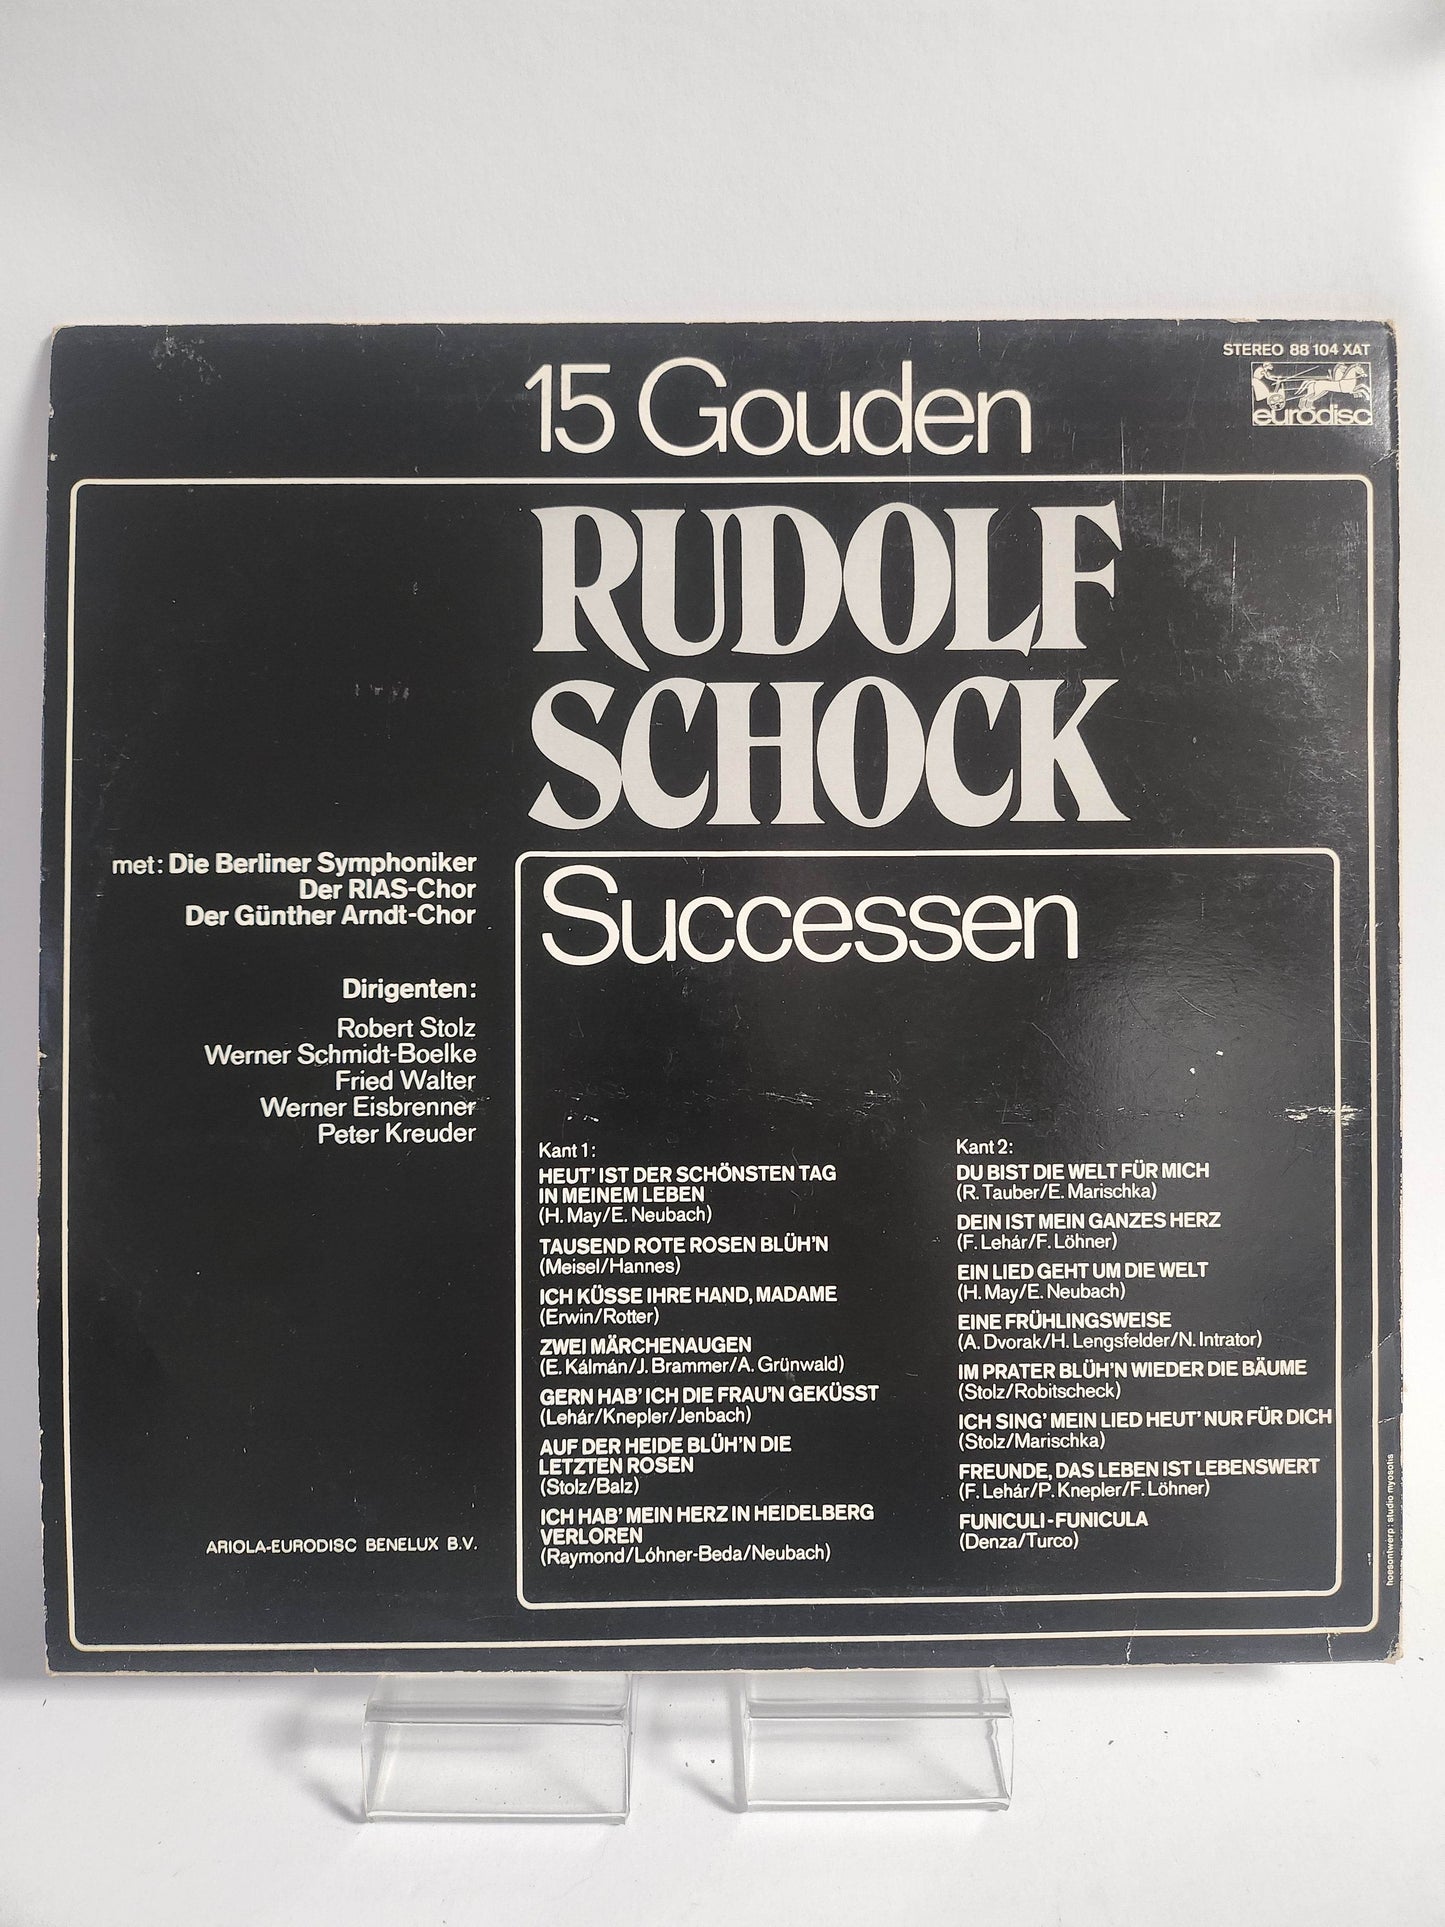 STEREO 88 104 XAT
eurodisc
15 Gouden
RUDOLF
SCHOCK
Successen
met: Die Berliner Symphoniker
Der RIAS-Chor
Der Günther Arndt-Chor
Dirigenten:
Robert Stolz
Werner Schmidt-Boelke
Fried Walter
Werner Eisbrenner
Peter Kreuder
ARIOLA-EURODISC BENELUX B.V.
Kant 1:
HEUT' IST DER SCHÖNSTEN TAG
IN MEINEM LEBEN
(H. May/E. Neubach)
TAUSEND ROTE ROSEN BLÜH'N
(Meisel/Hannes)
ICH KÜSSE IHRE HAND, MADAME
(Erwin/Rotter)
ZWEI MÄRCHENAUGEN
(E. Kálmán/J. Brammer/A. Grünwald)
GERN HAB' ICH DIE FRAU'N GEKÜSST
(Lehár/Knepler/Jenbach)
AUF DER HEIDE BLÜH'N DIE
LETZTEN ROSEN
(Stolz/Balz)
ICH HAB' MEIN HERZ IN HEIDELBERG
VERLOREN
(Raymond/Lóhner-Beda/Neubach)
Kant 2:
DU BIST DIE WELT FÜR MICH
(R. Tauber/E. Marischka)
DEIN IST MEIN GANZES HERZ
(F. Lehár/F. Löhner)
EIN LIED GEHT UM DIE WELT
(H. May/E. Neubach)
EINE FRÜHLINGSWEISE
(A. Dvorak/H. Lengsfelder/N. Intrator)
IM PRATER BLÜH'N WIEDER DIE BÄUME
(Stolz/Robitscheck)
ICH SING' MEIN LIED HEUT' NUR FÜR DICH
(Stolz/Marischka)
FREUNDE, DAS LEBEN IST LEBENSWERT
(F. Lehár/P. Knepler/F. Löhner)
FUNICULI-FUNICULA
(Denza/Turco)
hoesontwerp: studio myosotis